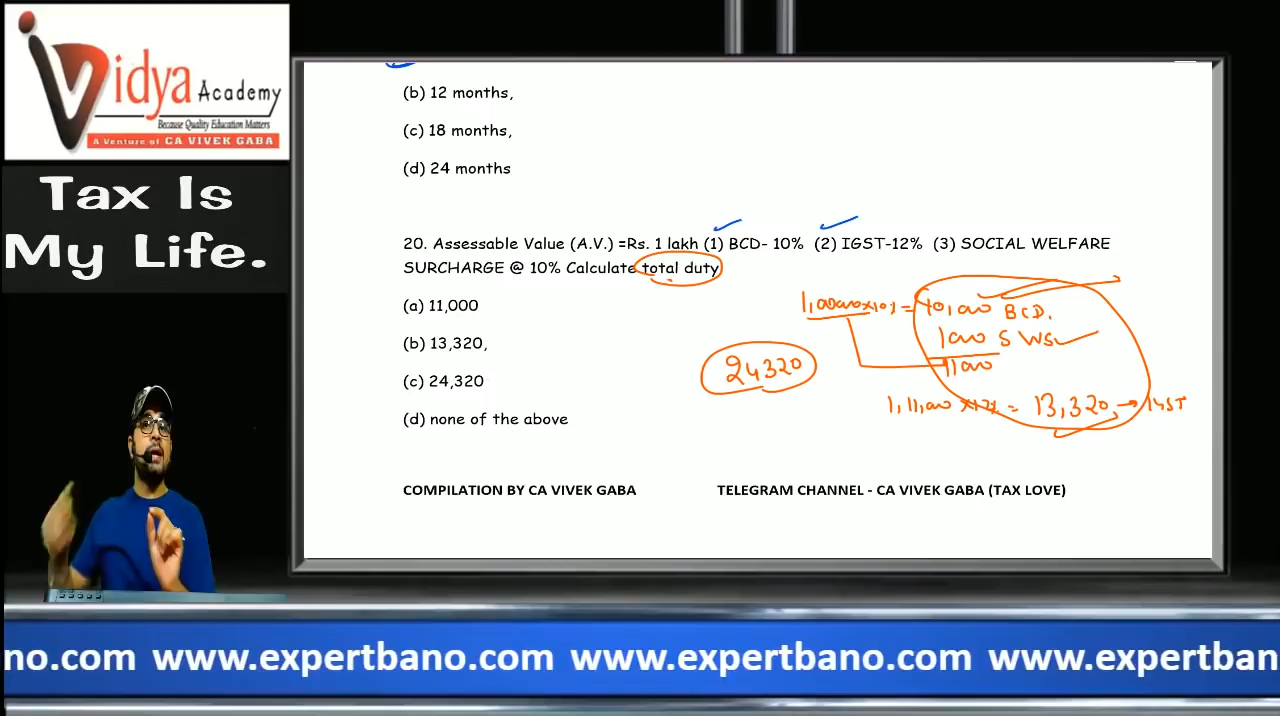 Vidya Academy
Because Quality Education Matters
A Venture of CA VIVEK GABA
Tax Is
My Life.
(b) 12 months,
(c) 18 months,
(d) 24 months
20. Assessable Value (A.V.) =Rs. 1 lakh (1) BCD- 10% (2) IGST-12% (3) SOCIAL WELFARE
SURCHARGE @ 10% Calculate total duty
(a) 11,000
(b) 13,320,
(c) 24,320
(d) none of the above
10,000 BCD.
1000 SWS
24320
13,320
COMPILATION BY CA VIVEK GABA TELEGRAM CHANNEL - CA VIVEK GABA (TAX LOVE)
no.com www.expertbano.com www.expertbano.com www.expertban